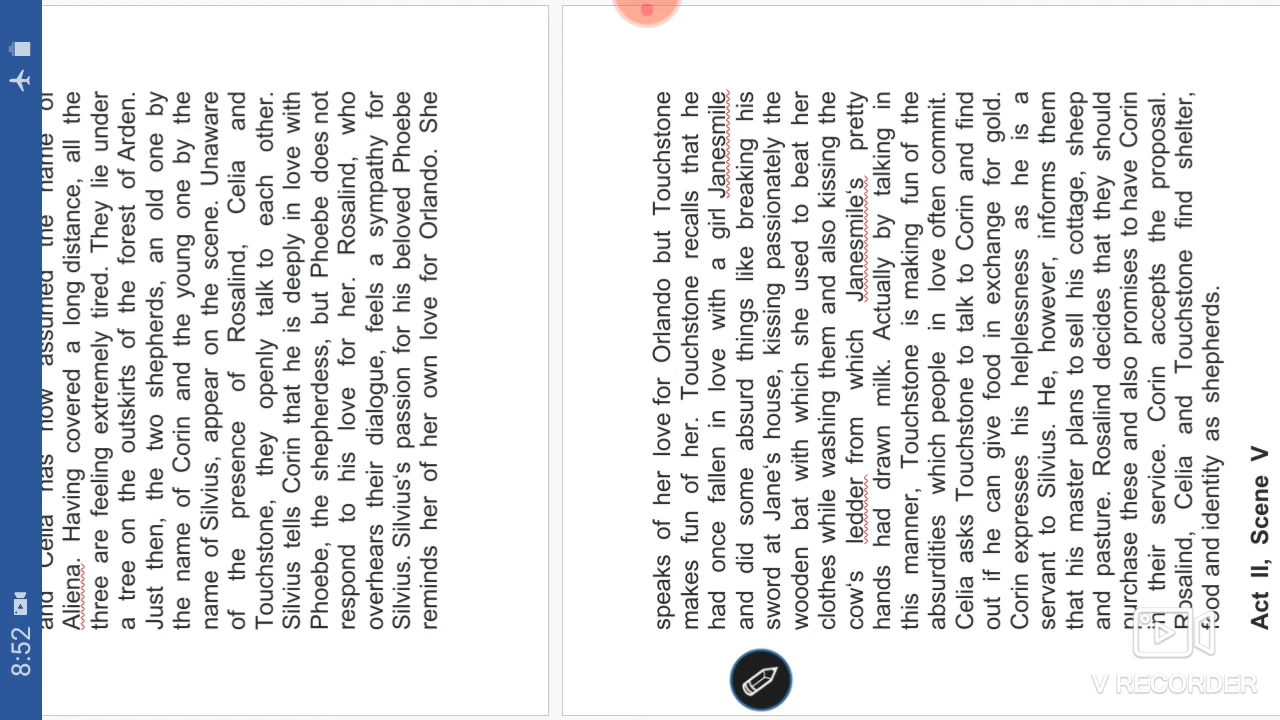 8:52
and Celia has now assumed the name of
Aliena. Having covered a long distance, all the
three are feeling extremely tired. They lie under
a tree on the outskirts of the forest of Arden.
Just then, the two shepherds, an old one by
the name of Corin and the young one by the
name of Silvius, appear on the scene. Unaware
of the presence of Rosalind, Celia and
Touchstone, they openly talk to each other.
Silvius tells Corin that he is deeply in love with
Phoebe, the shepherdess, but Phoebe does not
respond to his love for her. Rosalind, who
overhears their dialogue, feels a sympathy for
Silvius. Silvius‘s passion for his beloved Phoebe
reminds her of her own love for Orlando. She
speaks of her love for Orlando but Touchstone
makes fun of her. Touchstone recalls that he
had once fallen in love with a girl Janesmile
and did some absurd things like breaking his
sword at Jane‘s house, kissing passionately the
wooden bat with which she used to beat her
clothes while washing them and also kissing the
cow‘s ledder from which Janesmile‘s pretty
hands had drawn milk. Actually by talking in
this manner, Touchstone is making fun of the
absurdities which people in love often commit.
Celia asks Touchstone to talk to Corin and find
out if he can give food in exchange for gold.
Corin expresses his helplessness as he is a
servant to Silvius. He, however, informs them
that his master plans to sell his cottage, sheep
and pasture. Rosalind decides that they should
purchase these and also promises to have Corin
in their service. Corin accepts the proposal.
Rosalind, Celia and Touchstone find shelter,
food and identity as shepherds.
Act II, Scene V
V RECORDER